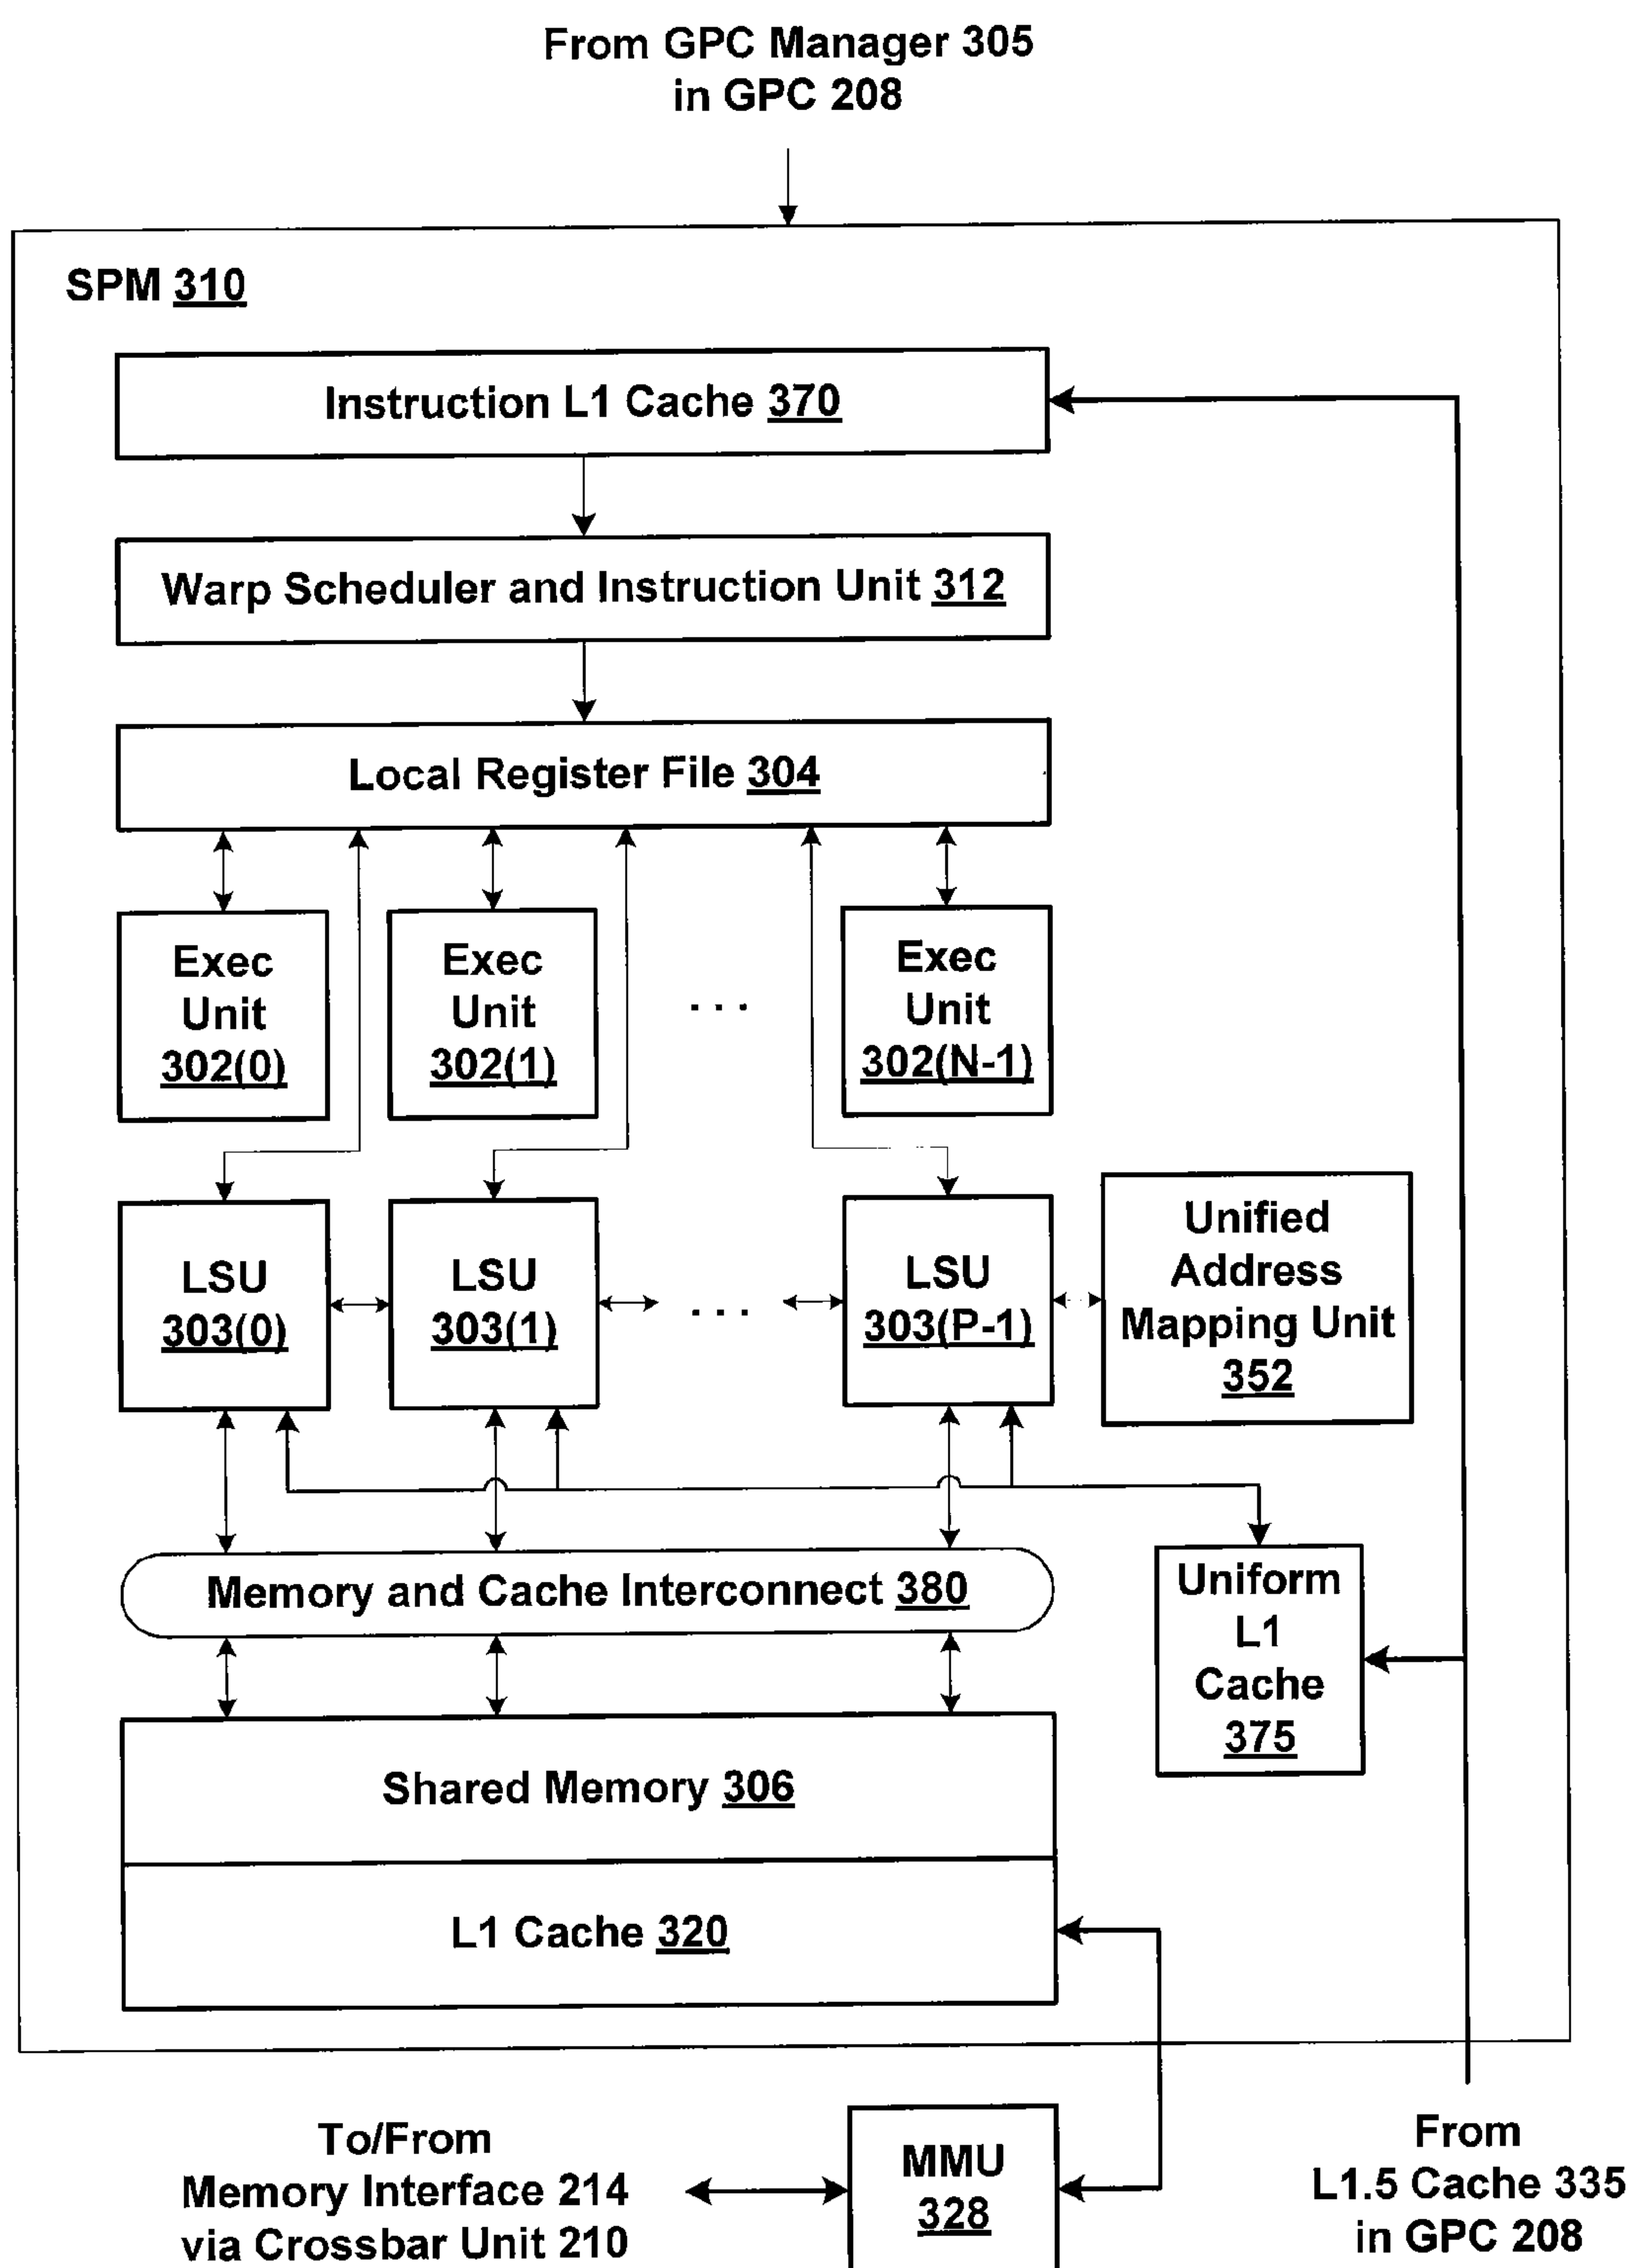 From GPC Manager 305
in GPC 208
SPM 310
Instruction L1 Cache 370
Warp Scheduler and Instruction Unit 312
Local Register File 304
Exec
Unit
302(0)
Exec
Unit
302(1)
. . .
Exec
Unit
302(N-1)
LSU
303(0)
LSU
303(1)
. . .
LSU
303(P-1)
Unified
Address
Mapping Unit
352
Memory and Cache Interconnect 380
Uniform
L1
Cache
375
Shared Memory 306
L1 Cache 320
To/From
Memory Interface 214
via Crossbar Unit 210
MMU
328
From
L1.5 Cache 335
in GPC 208